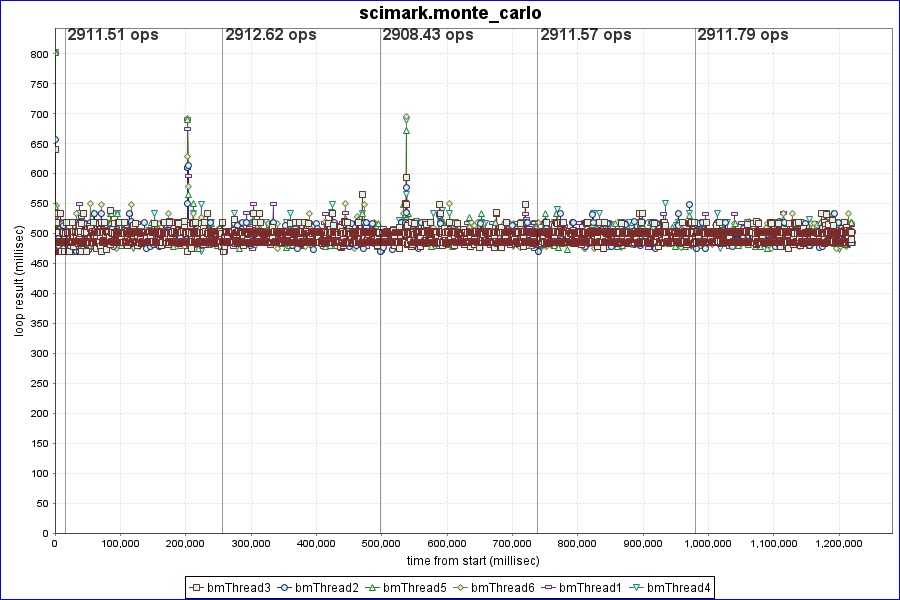 scimark.monte_carlo
2911.51 ops 2912.62 ops 2908.43 ops 2911.57 ops 2911.79 ops
800
750
700
650
600
550
500
450
400
350
300
250
200
150
100
50
0
loop result (millisec)
0 100,000 200,000 300,000 400,000 500,000 600,000 700,000 800,000 900,000 1,000,000 1,100,000 1,200,000
time from start (millisec)
bmThread3 bmThread2 bmThread5 bmThread6 bmThread1 bmThread4